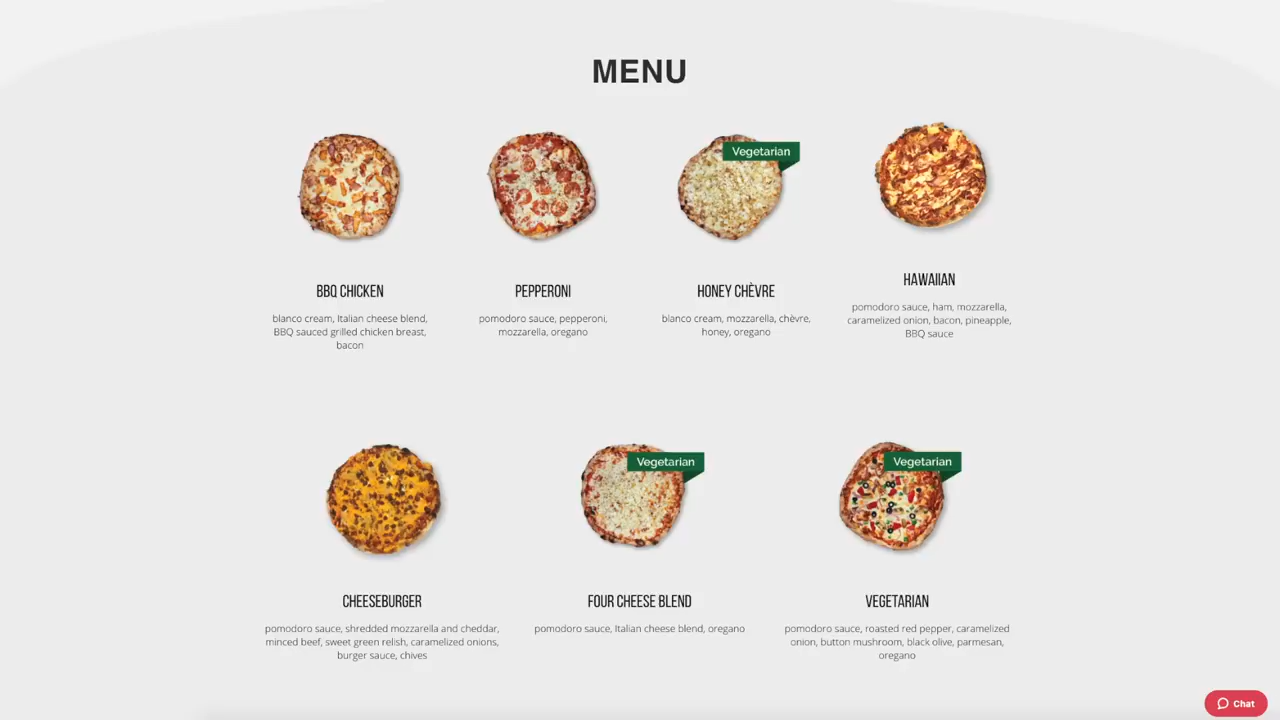 MENU
Vegetarian
BBQ CHICKEN
blanco cream, Italian cheese blend,
BBQ sauced grilled chicken breast,
bacon
PEPPERONI
pomodoro sauce, pepperoni,
mozzarella, oregano
HONEY CHÈVRE
blanco cream, mozzarella, chèvre,
honey, oregano
HAWAIIAN
pomodoro sauce, ham, mozzarella,
caramelized onion, bacon, pineapple,
BBQ sauce
Vegetarian
Vegetarian
CHEESEBURGER
pomodoro sauce, shredded mozzarella and cheddar,
minced beef, sweet green relish, caramelized onions,
burger sauce, chives
FOUR CHEESE BLEND
pomodoro sauce, Italian cheese blend, oregano
VEGETARIAN
pomodoro sauce, roasted red pepper, caramelized
onion, button mushroom, black olive, parmesan,
oregano
Chat